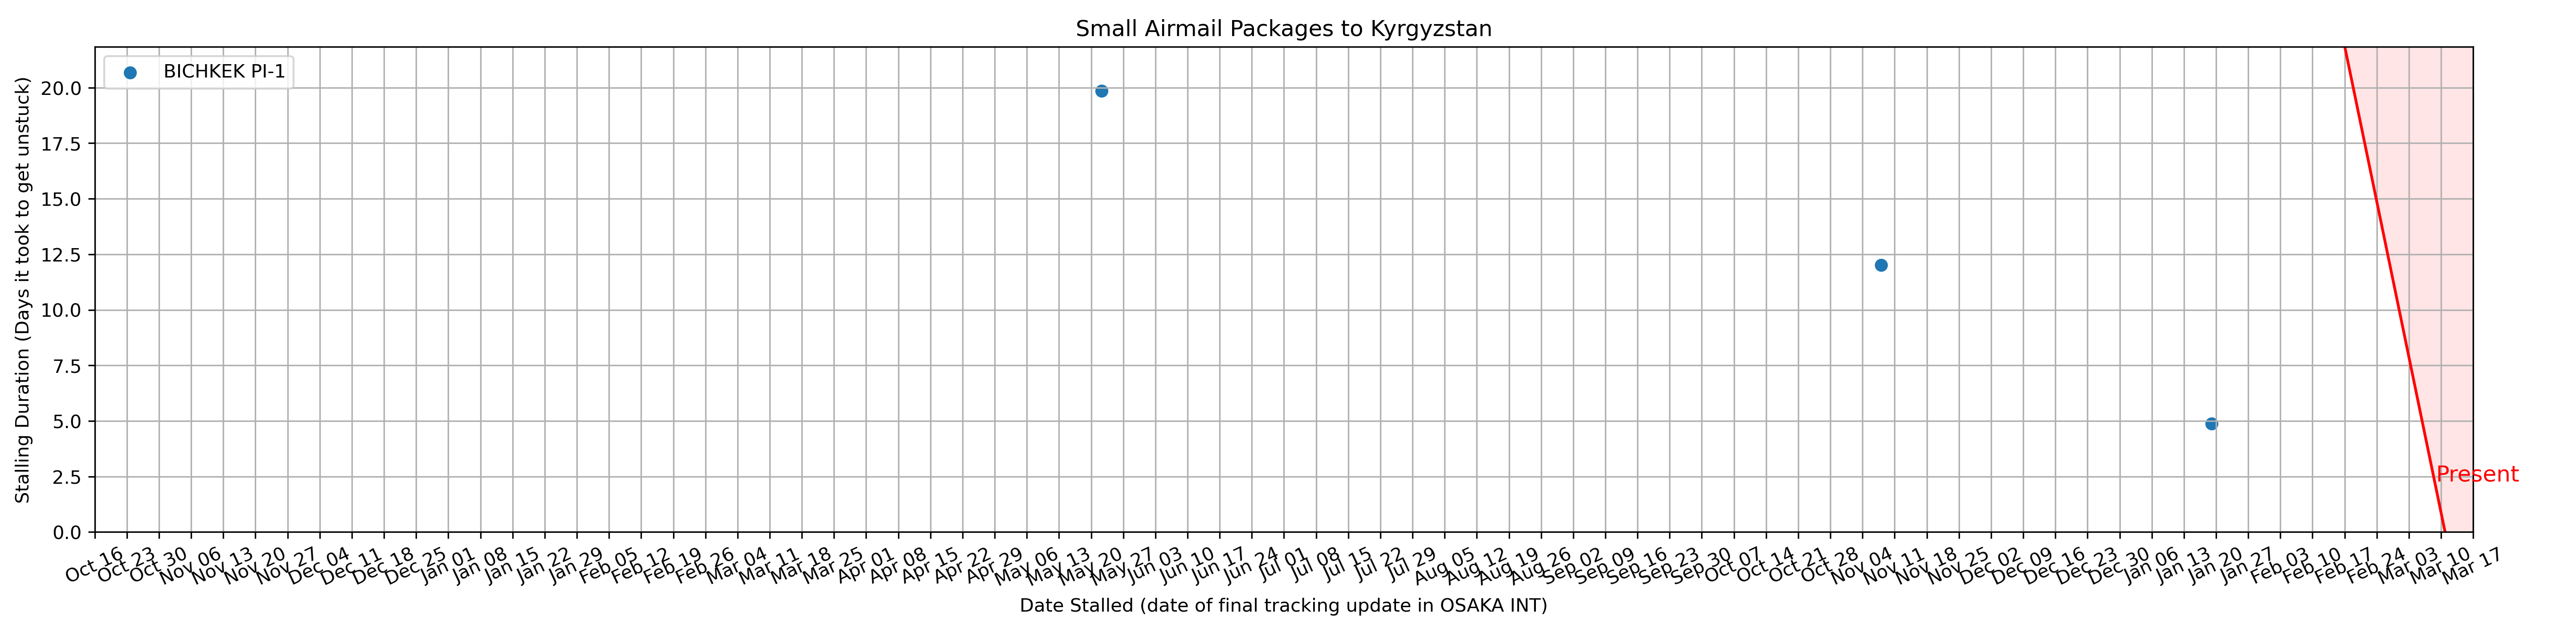 Small Airmail Packages to Kyrgyzstan
BICHKEK PI-1
Stalling Duration (Days it took to get unstuck)
20.0
17.5
15.0
12.5
10.0
7.5
5.0
2.5
0.0
Present
Oct 16 Oct 23 Oct 30 Nov 06 Nov 13 Nov 20 Nov 27 Dec 04 Dec 11 Dec 18 Dec 25 Jan 01 Jan 08 Jan 15 Jan 22 Jan 29 Feb 05 Feb 12 Feb 19 Feb 26 Mar 04 Mar 11 Mar 18 Mar 25 Apr 01 Apr 08 Apr 15 Apr 22 Apr 29 May 06 May 13 May 20 May 27 Jun 03 Jun 10 Jun 17 Jun 24 Jul 01 Jul 08 Jul 15 Jul 22 Jul 29 Aug 05 Aug 12 Aug 19 Aug 26 Sep 02 Sep 09 Sep 16 Sep 23 Sep 30 Oct 07 Oct 14 Oct 21 Oct 28 Nov 04 Nov 11 Nov 18 Nov 25 Dec 02 Dec 09 Dec 16 Dec 23 Dec 30 Jan 06 Jan 13 Jan 20 Jan 27 Feb 03 Feb 10 Feb 17 Feb 24 Mar 03 Mar 10 Mar 17
Date Stalled (date of final tracking update in OSAKA INT)